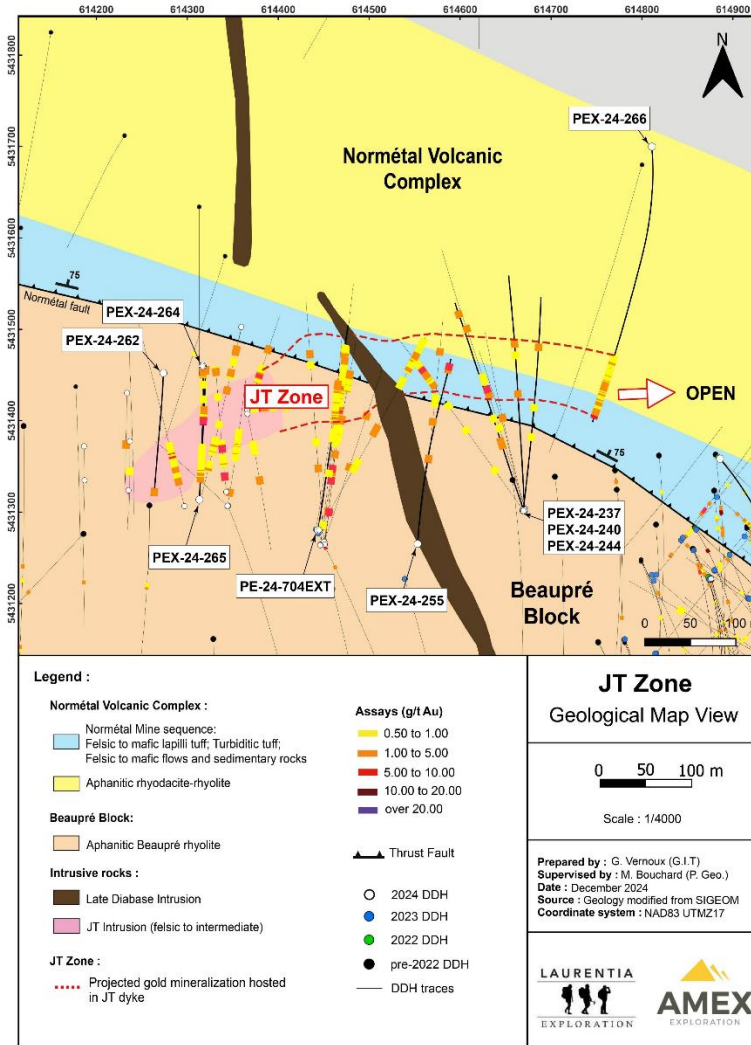 614200 614300 614400 614500 614600 614700 614800 614900
5431800
5431700
5431600
5431500
5431400
5431300
5431200
N
PEX-24-266
Normétal Volcanic
Complex
75
Normétal fault
PEX-24-264
PEX-24-262
JT Zone
OPEN
75
PEX-24-265
PE-24-704EXT
PEX-24-255
PEX-24-237
PEX-24-240
PEX-24-244
Beaupré
Block
0 50 100
Legend :
Normétal Volcanic Complex :
Normétal Mine sequence:
Felsic to mafic lapilli tuff; Turbiditic tuff;
Felsic to mafic flows and sedimentary rocks
Aphanitic rhyodacite-rhyolite
Beaupré Block:
Aphanitic Beaupré rhyolite
Intrusive rocks :
Late Diabase Intrusion
JT Intrusion (felsic to intermediate)
JT Zone :
Projected gold mineralization hosted
in JT dyke
Assays (g/t Au)
0.50 to 1.00
1.00 to 5.00
5.00 to 10.00
10.00 to 20.00
over 20.00
Thrust Fault
2024 DDH
2023 DDH
2022 DDH
pre-2022 DDH
DDH traces
JT Zone
Geological Map View
0 50 100 m
Scale : 1/4000
Prepared by : G. Vernoux (G.I.T)
Supervised by : M. Bouchard (P. Geo.)
Date : December 2024
Source : Geology modified from SIGEOM
Coordinate system : NAD83 UTMZ17
LAURENTIA
EXPLORATION
AMEX
EXPLORATION